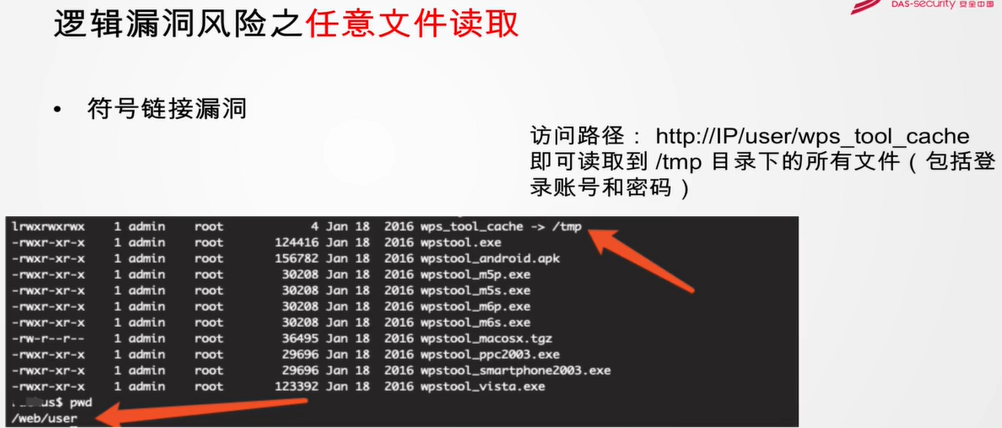 DAS-security 安全中国
逻辑漏洞风险之任意文件读取
• 符号链接漏洞
访问路径： http://IP/user/wps_tool_cache
即可读取到 /tmp 目录下的所有文件（包括登
录账号和密码）
lrwxrwxrwx 1 admin root 4 Jan 18 2016 wps_tool_cache -> /tmp
-rwxr-xr-x 1 admin root 124416 Jan 18 2016 wpstool.exe
-rwxr-xr-x 1 admin root 156782 Jan 18 2016 wpstool_android.apk
-rwxr-xr-x 1 admin root 30208 Jan 18 2016 wpstool_m5p.exe
-rwxr-xr-x 1 admin root 30208 Jan 18 2016 wpstool_m5s.exe
-rwxr-xr-x 1 admin root 30208 Jan 18 2016 wpstool_m6p.exe
-rwxr-xr-x 1 admin root 30208 Jan 18 2016 wpstool_m6s.exe
-rw-r--r-- 1 admin root 36495 Jan 18 2016 wpstool_macosx.tgz
-rwxr-xr-x 1 admin root 29696 Jan 18 2016 wpstool_ppc2003.exe
-rwxr-xr-x 1 admin root 29696 Jan 18 2016 wpstool_smartphone2003.exe
-rwxr-xr-x 1 admin root 123392 Jan 18 2016 wpstool_vista.exe
us$ pwd
/web/user